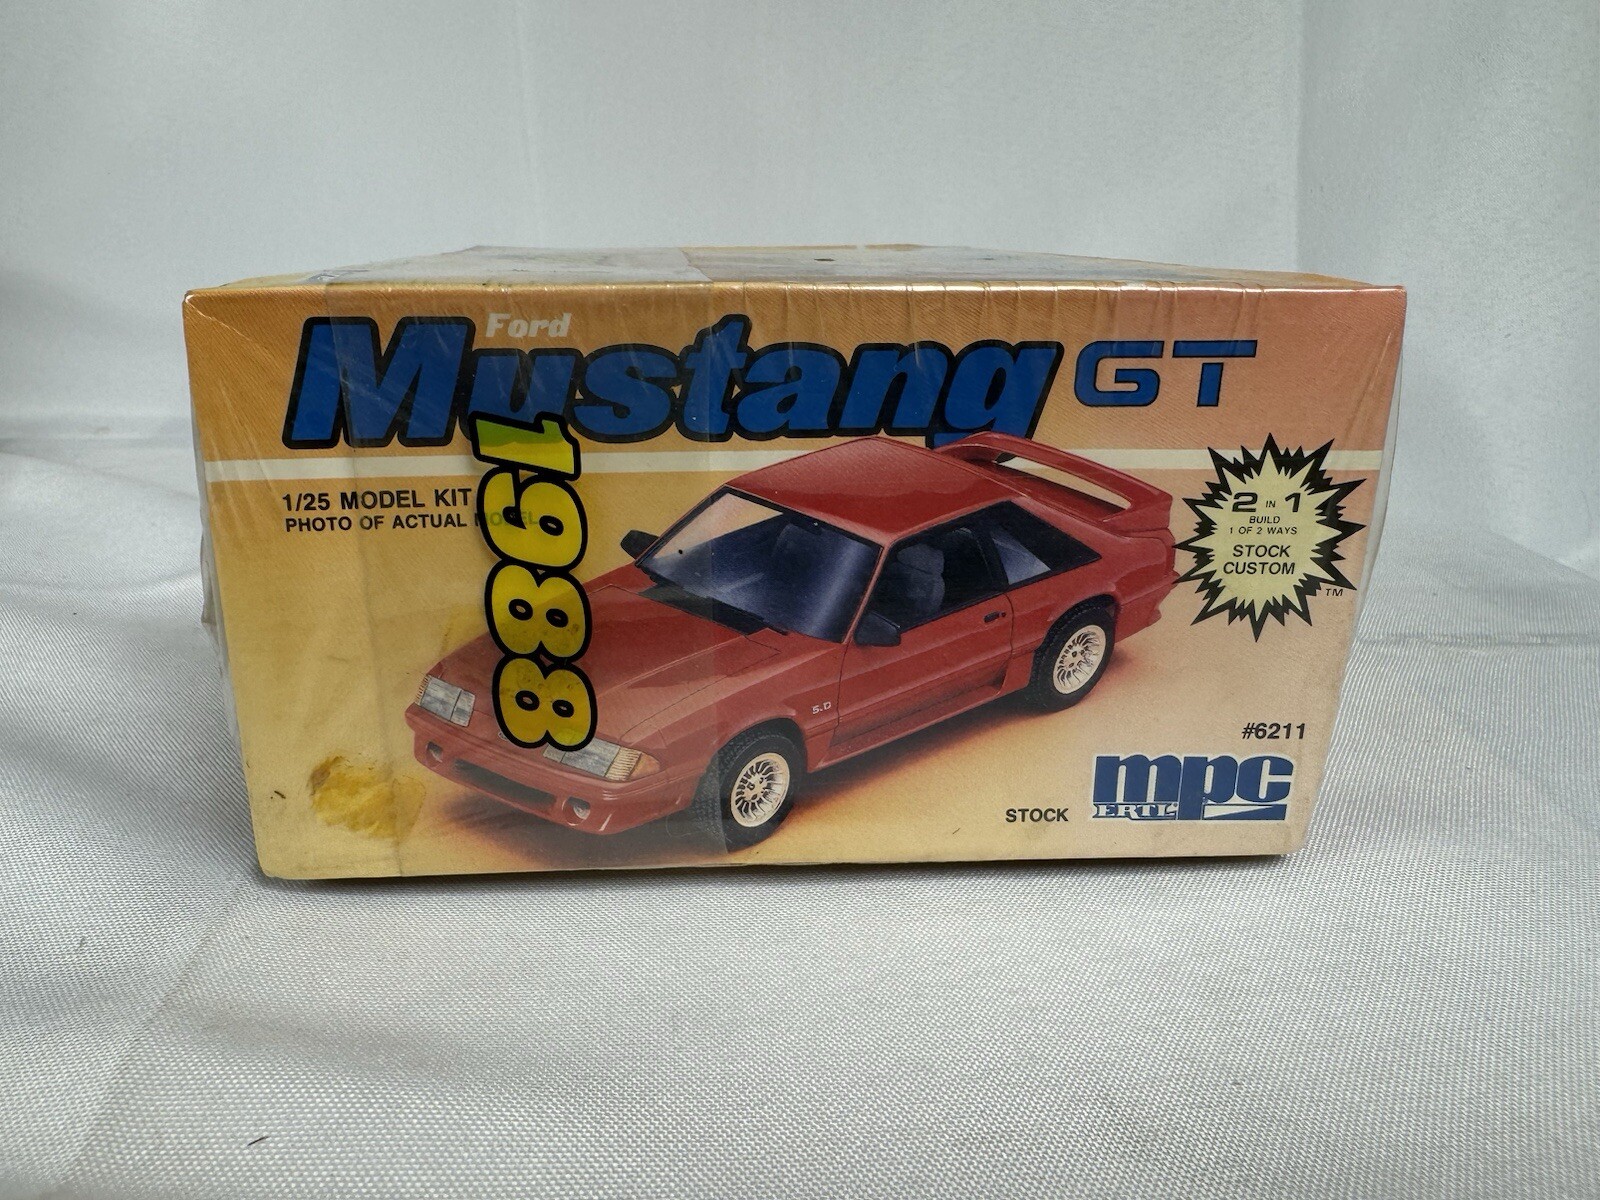 Ford
Mustang GT
1988
1/25 MODEL KIT
PHOTO OF ACTUAL MODEL
2 IN 1
BUILD
1 OF 2 WAYS
STOCK
CUSTOM
TM
5.0
#6211
STOCK
mpc
ERTL